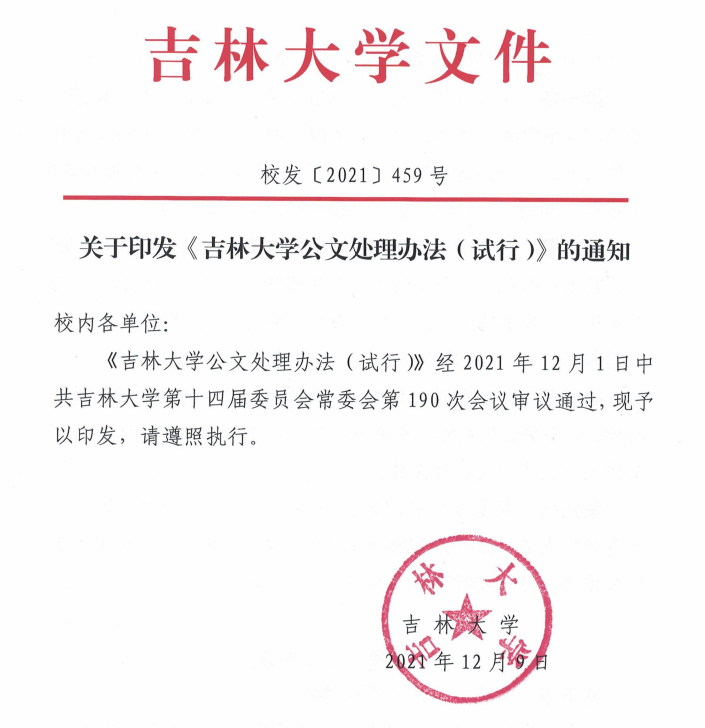 吉林大学文件
校发〔2021〕459号
关于印发《吉林大学公文处理办法（试行）》的通知
校内各单位：
《吉林大学公文处理办法（试行）》经2021年12月1日中
共吉林大学第十四届委员会常委会第190次会议审议通过，现予
以印发，请遵照执行。
吉林大学
吉林大学
2021年12月9日